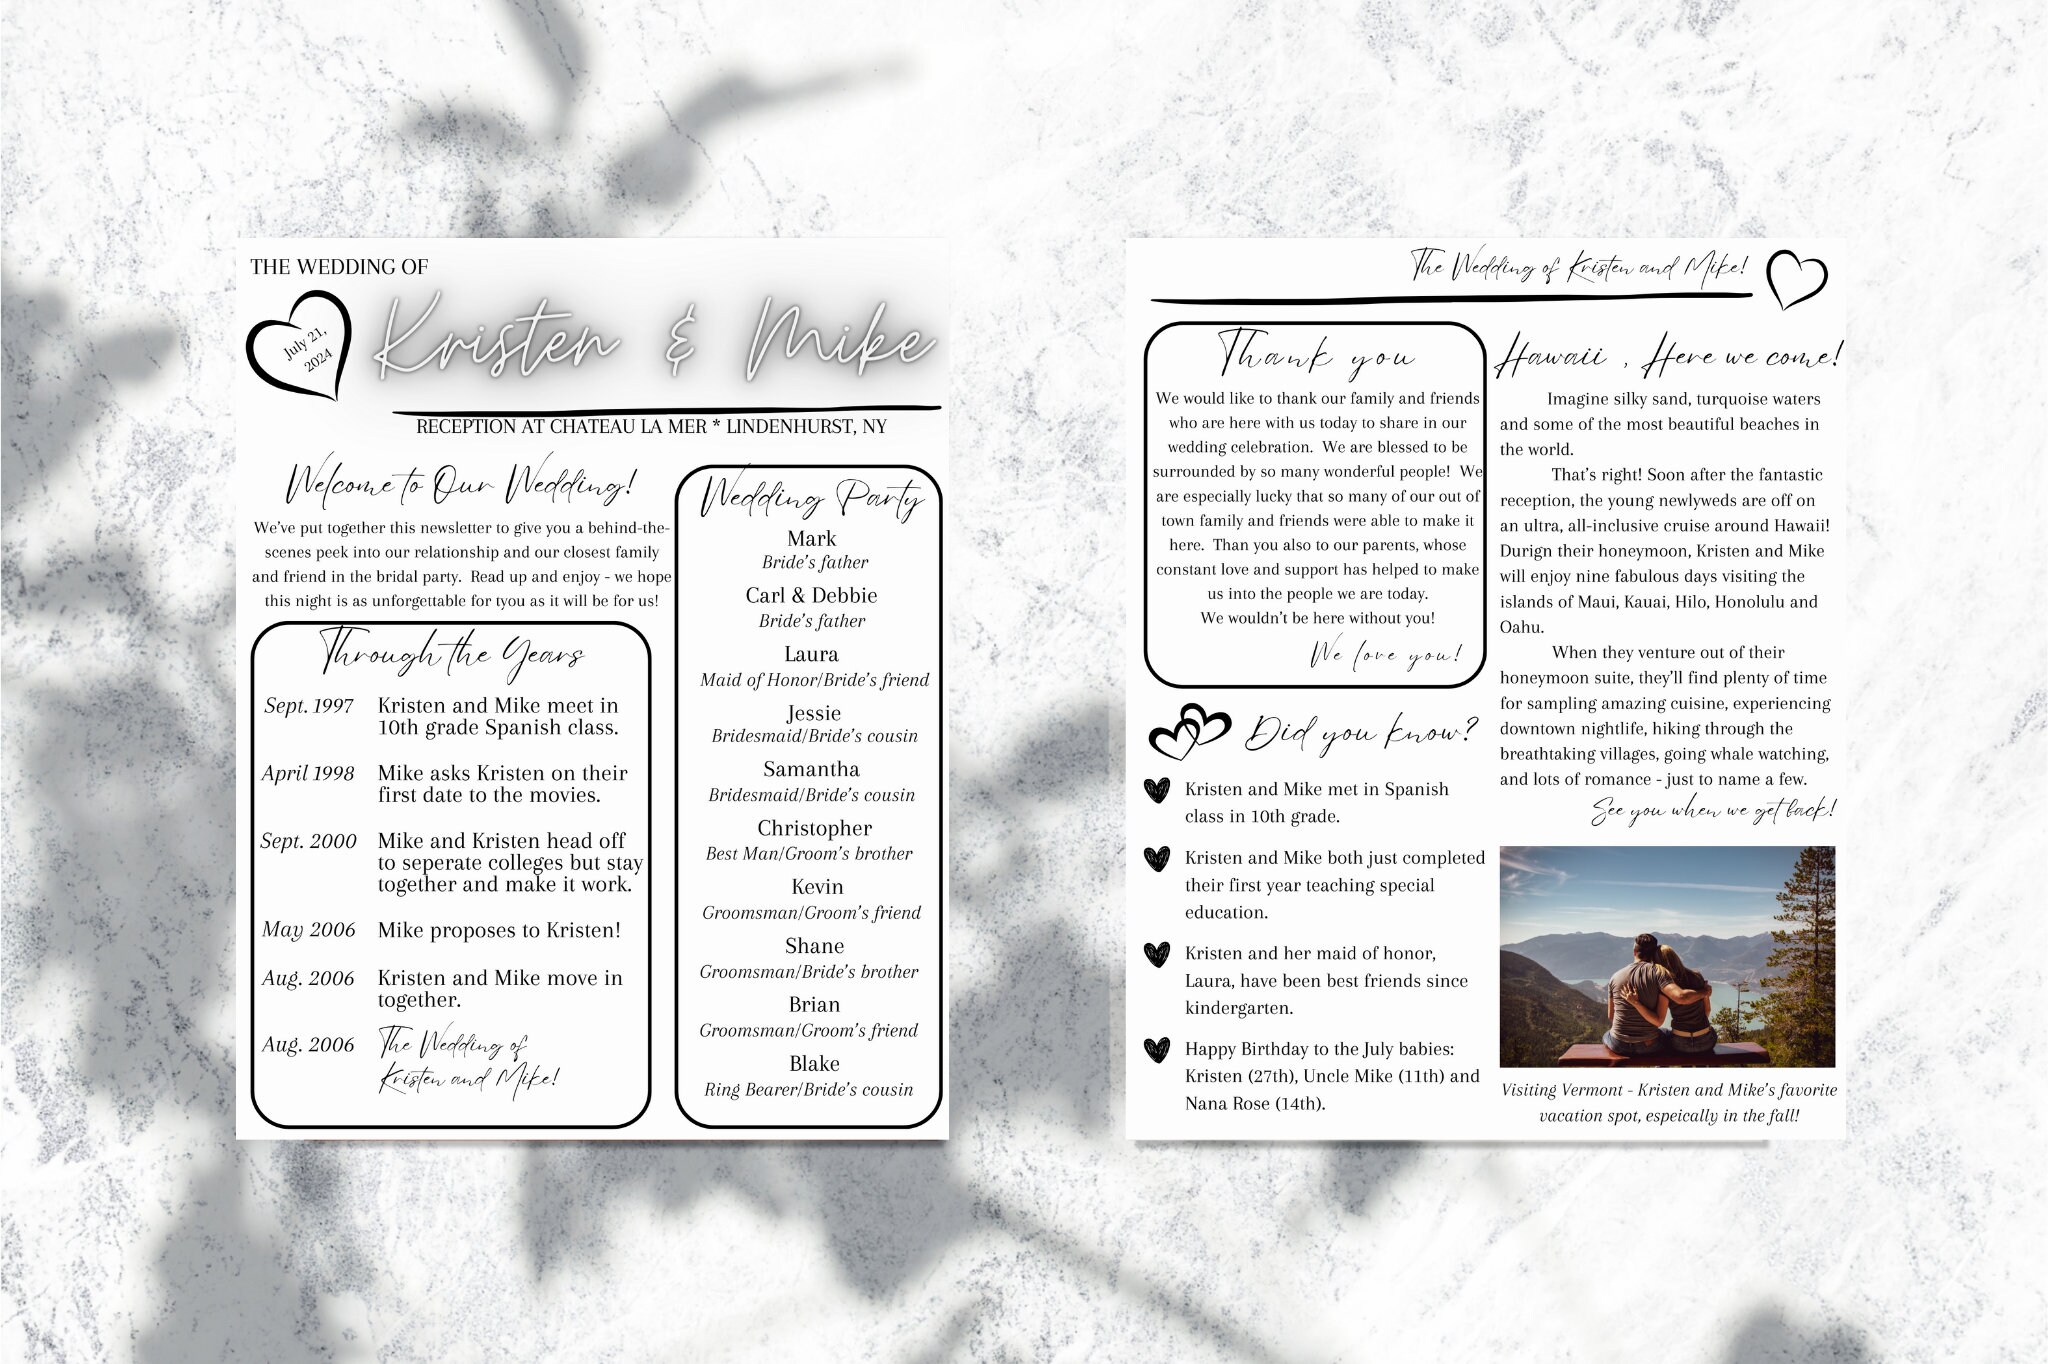 THE WEDDING OF
July 21,
2024
Kristen & Mike
RECEPTION AT CHATEAU LA MER * LINDENHURST, NY
Welcome to Our Wedding!
We've put together this newsletter to give you a behind-the-
scenes peek into our relationship and our closest family
and friend in the bridal party. Read up and enjoy - we hope
this night is as unforgettable for tyou as it will be for us!
Through the Years
Sept. 1997 Kristen and Mike meet in
10th grade Spanish class.
April 1998 Mike asks Kristen on their
first date to the movies.
Sept. 2000 Mike and Kristen head off
to seperate colleges but stay
together and make it work.
May 2006 Mike proposes to Kristen!
Aug. 2006 Kristen and Mike move in
together.
Aug. 2006 The Wedding of
Kristen and Mike!
Wedding Party
Mark
Bride's father
Carl & Debbie
Bride's father
Laura
Maid of Honor/Bride's friend
Jessie
Bridesmaid/Bride's cousin
Samantha
Bridesmaid/Bride's cousin
Christopher
Best Man/Groom's brother
Kevin
Groomsman/Groom's friend
Shane
Groomsman/Bride's brother
Brian
Groomsman/Groom's friend
Blake
Ring Bearer/Bride's cousin
The Wedding of Kristen and Mike!
Thank you
We would like to thank our family and friends
who are here with us today to share in our
wedding celebration. We are blessed to be
surrounded by so many wonderful people! We
are especially lucky that so many of our out of
town family and friends were able to make it
here. Than you also to our parents, whose
constant love and support has helped to make
us into the people we are today.
We wouldn't be here without you!
We love you!
Did you know?
Kristen and Mike met in Spanish
class in 10th grade.
Kristen and Mike both just completed
their first year teaching special
education.
Kristen and her maid of honor,
Laura, have been best friends since
kindergarten.
Happy Birthday to the July babies:
Kristen (27th), Uncle Mike (11th) and
Nana Rose (14th).
Hawaii , Here we come!
Imagine silky sand, turquoise waters
and some of the most beautiful beaches in
the world.
That's right! Soon after the fantastic
reception, the young newlyweds are off on
an ultra, all-inclusive cruise around Hawaii!
Durign their honeymoon, Kristen and Mike
will enjoy nine fabulous days visiting the
islands of Maui, Kauai, Hilo, Honolulu and
Oahu.
When they venture out of their
honeymoon suite, they'll find plenty of time
for sampling amazing cuisine, experiencing
downtown nightlife, hiking through the
breathtaking villages, going whale watching,
and lots of romance - just to name a few.
See you when we get back!
Visiting Vermont - Kristen and Mike's favorite
vacation spot, espeically in the fall!